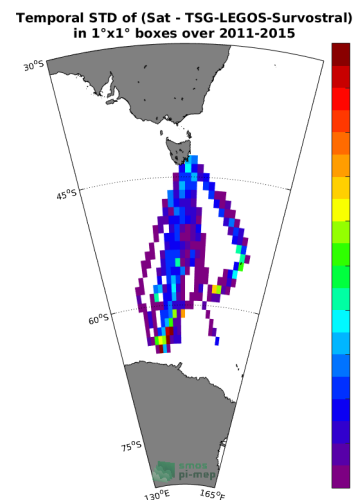 Temporal STD of (Sat - TSG-LEGOS-Survostral)
in 1°x1° boxes over 2011-2015
30°S
45°S
60°S
75°S
smos
pi-mep
130°E 165°E